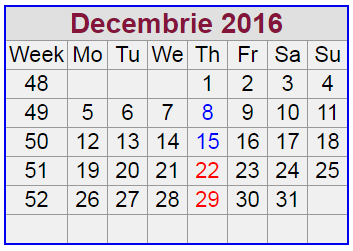 Decembrie 2016
Week Mo Tu We Th Fr Sa Su
48 1 2 3 4
49 5 6 7 8 9 10 11
50 12 13 14 15 16 17 18
51 19 20 21 22 23 24 25
52 26 27 28 29 30 31